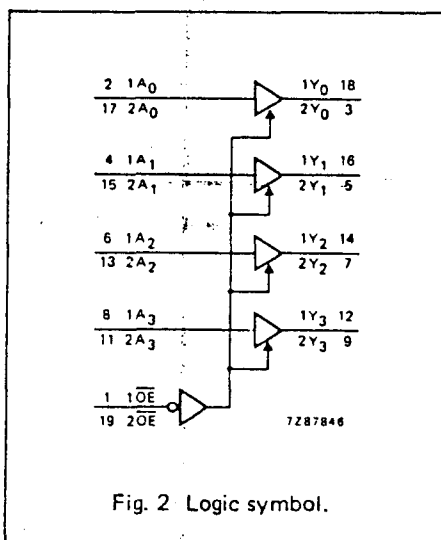 2 1A₀ 1Y₀ 18
17 2A₀ 2Y₀ 3
4 1A₁ 1Y₁ 16
15 2A₁ 2Y₁ 5
6 1A₂ 1Y₂ 14
13 2A₂ 2Y₂ 7
8 1A₃ 1Y₃ 12
11 2A₃ 2Y₃ 9
1 1O̅E̅
19 2O̅E̅ 7Z87846
Fig. 2 Logic symbol.